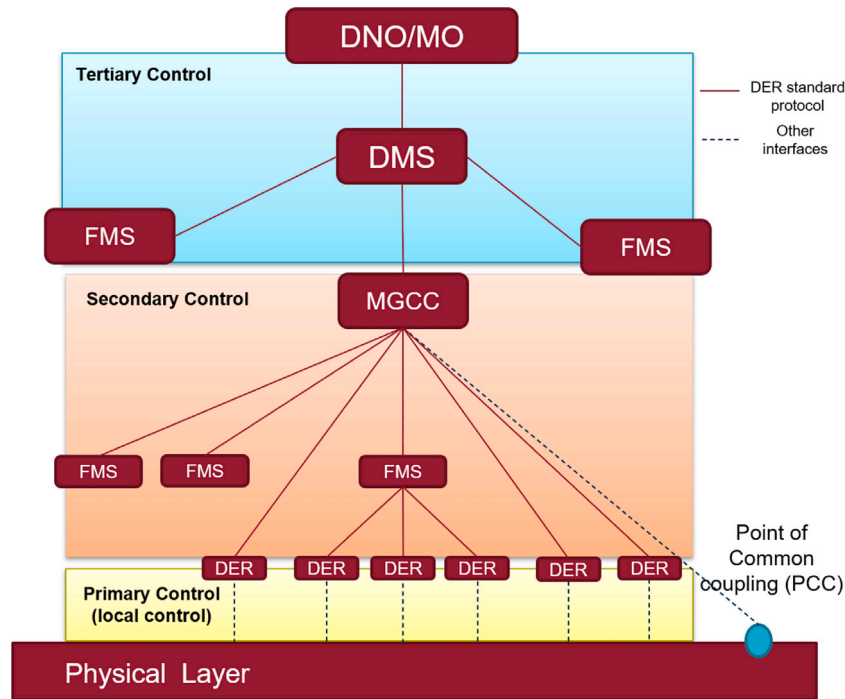 DNO/MO
Tertiary Control
DER standard
protocol
Other
interfaces
DMS
FMS
FMS
Secondary Control
MGCC
FMS
FMS
FMS
Point of
Common
coupling (PCC)
DER
DER
DER
DER
DER
DER
Primary Control
(local control)
Physical Layer